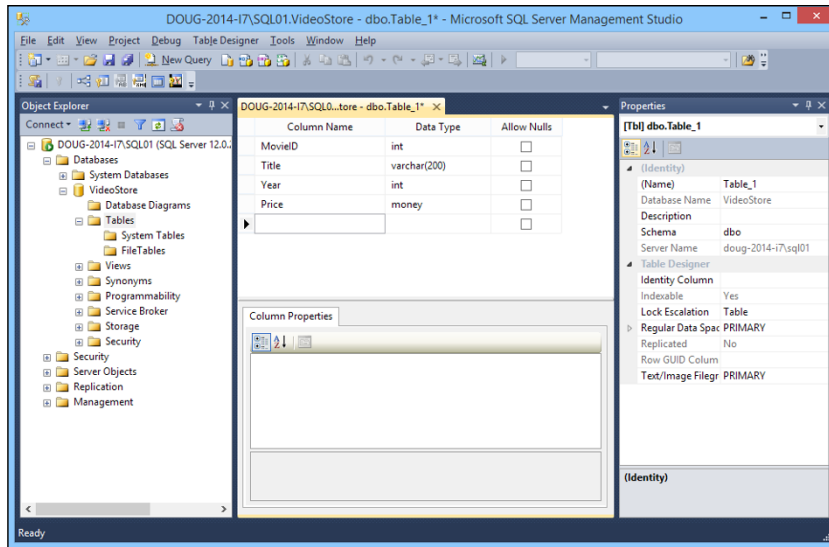 DOUG-2014-I7\SQL01.VideoStore - dbo.Table_1* - Microsoft SQL Server Management Studio
File Edit View Project Debug Table Designer Tools Window Help
New Query
Object Explorer
Connect
DOUG-2014-I7\SQL01 (SQL Server 12.0.
Databases
System Databases
VideoStore
Database Diagrams
Tables
System Tables
FileTables
Views
Synonyms
Programmability
Service Broker
Storage
Security
Security
Server Objects
Replication
Management
DOUG-2014-I7\SQL0...tore - dbo.Table_1*
Column Name Data Type Allow Nulls
MovieID int
Title varchar(200)
Year int
Price money
Column Properties
Properties
[Tbl] dbo.Table_1
(Identity)
(Name) Table_1
Database Name VideoStore
Description
Schema dbo
Server Name doug-2014-i7\sql01
Table Designer
Identity Column
Indexable Yes
Lock Escalation Table
Regular Data Spac PRIMARY
Replicated No
Row GUID Colum
Text/Image Filegr PRIMARY
(Identity)
Ready